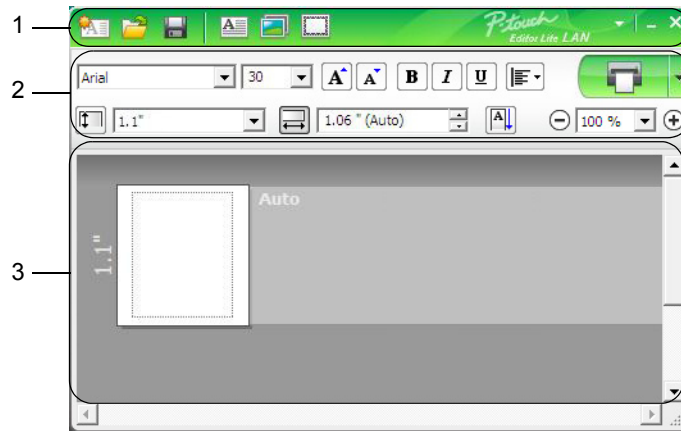 1
P-touch
Editor Lite LAN
2
Arial 30 A A B I U
1.1" 1.06 " (Auto) A 100 %
3
1.1"
Auto